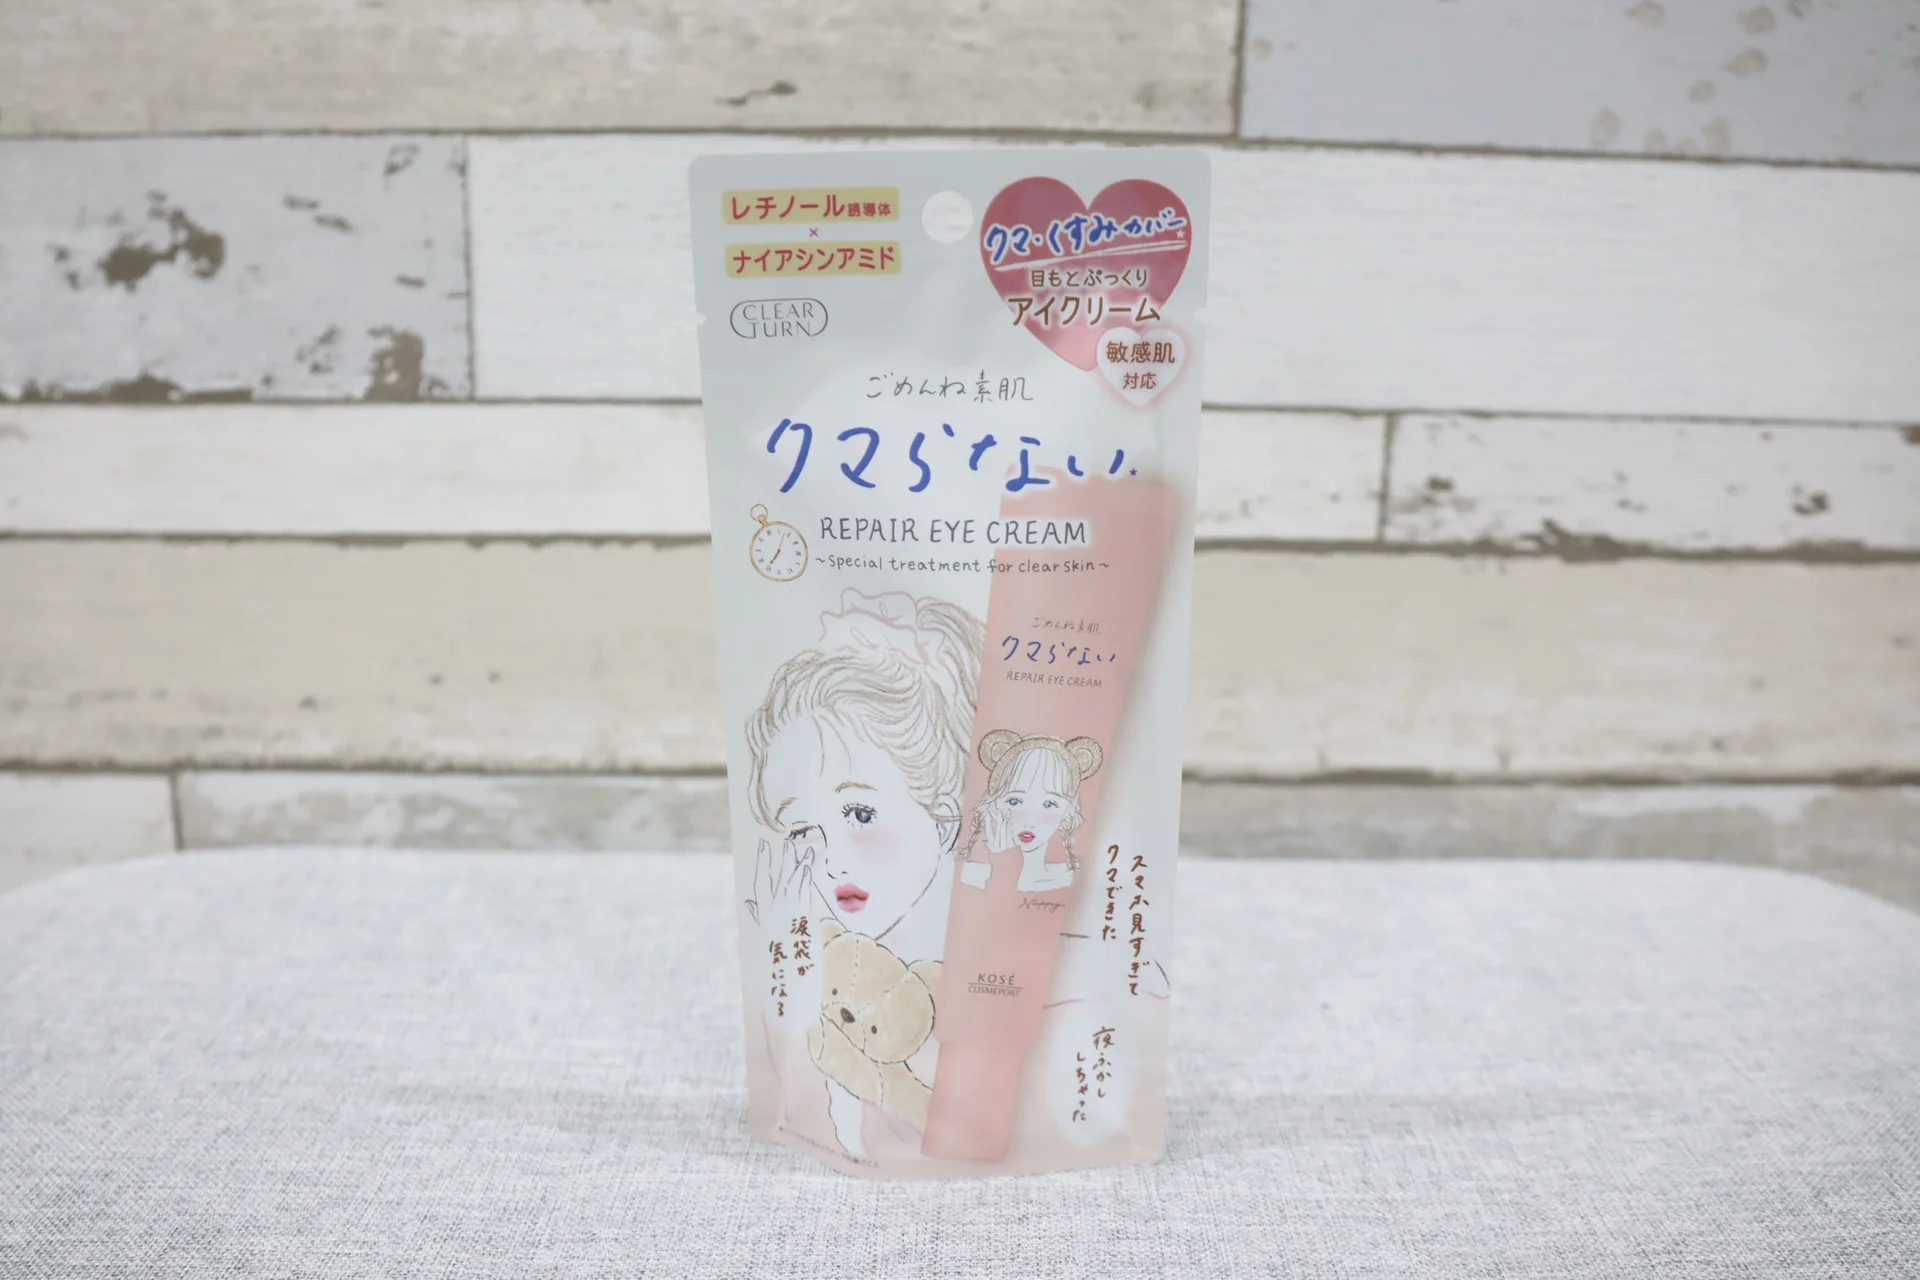 レチノール誘導体
×
ナイアシンアミド
クマ・くすみカバー
目もとぷっくり
アイクリーム
敏感肌
対応
CLEAR
TURN
ごめんね素肌
クマらない
REPAIR EYE CREAM
~special treatment for clear skin~
ごめんね素肌
クマらない
REPAIR EYE CREAM
Nuppy
KOSÉ
COSMEPORT
スマホ見すぎて
クマできた
涙袋が
気になる
夜ふかし
しちゃった